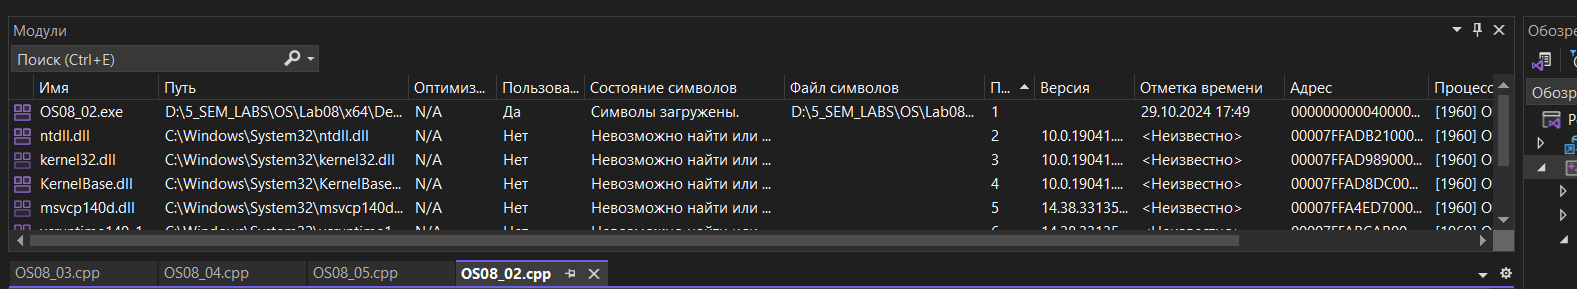 Модули
Обозре
Поиск (Ctrl+E)
Имя Путь Оптимиз... Пользова... Состояние символов Файл символов П... Версия Отметка времени Адрес Процесс
Обозр
OS08_02.exe D:\5_SEM_LABS\OS\Lab08\x64\De... N/A Да Символы загружены. D:\5_SEM_LABS\OS\Lab08... 1 29.10.2024 17:49 000000000040000... [1960] O
ntdll.dll C:\Windows\System32\ntdll.dll N/A Нет Невозможно найти или ... 2 10.0.19041.... <Неизвестно> 00007FFADB21000... [1960] O
kernel32.dll C:\Windows\System32\kernel32.dll N/A Нет Невозможно найти или ... 3 10.0.19041.... <Неизвестно> 00007FFAD989000... [1960] O
KernelBase.dll C:\Windows\System32\KernelBase... N/A Нет Невозможно найти или ... 4 10.0.19041.... <Неизвестно> 00007FFAD8DC00... [1960] O
msvcp140d.dll C:\Windows\System32\msvcp140d... N/A Нет Невозможно найти или ... 5 14.38.33135... <Неизвестно> 00007FFA4ED7000... [1960] O
OS08_03.cpp OS08_04.cpp OS08_05.cpp OS08_02.cpp